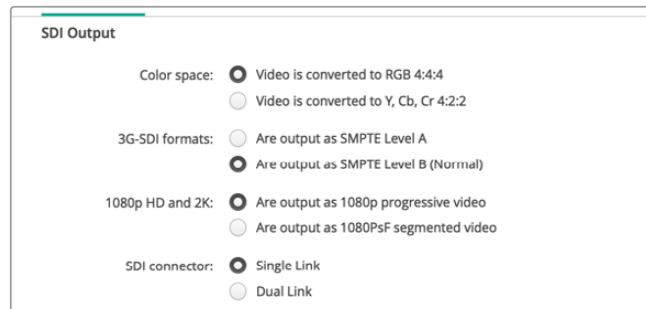 SDI Output
Color space: Video is converted to RGB 4:4:4
Video is converted to Y, Cb, Cr 4:2:2
3G-SDI formats: Are output as SMPTE Level A
Are output as SMPTE Level B (Normal)
1080p HD and 2K: Are output as 1080p progressive video
Are output as 1080PsF segmented video
SDI connector: Single Link
Dual Link